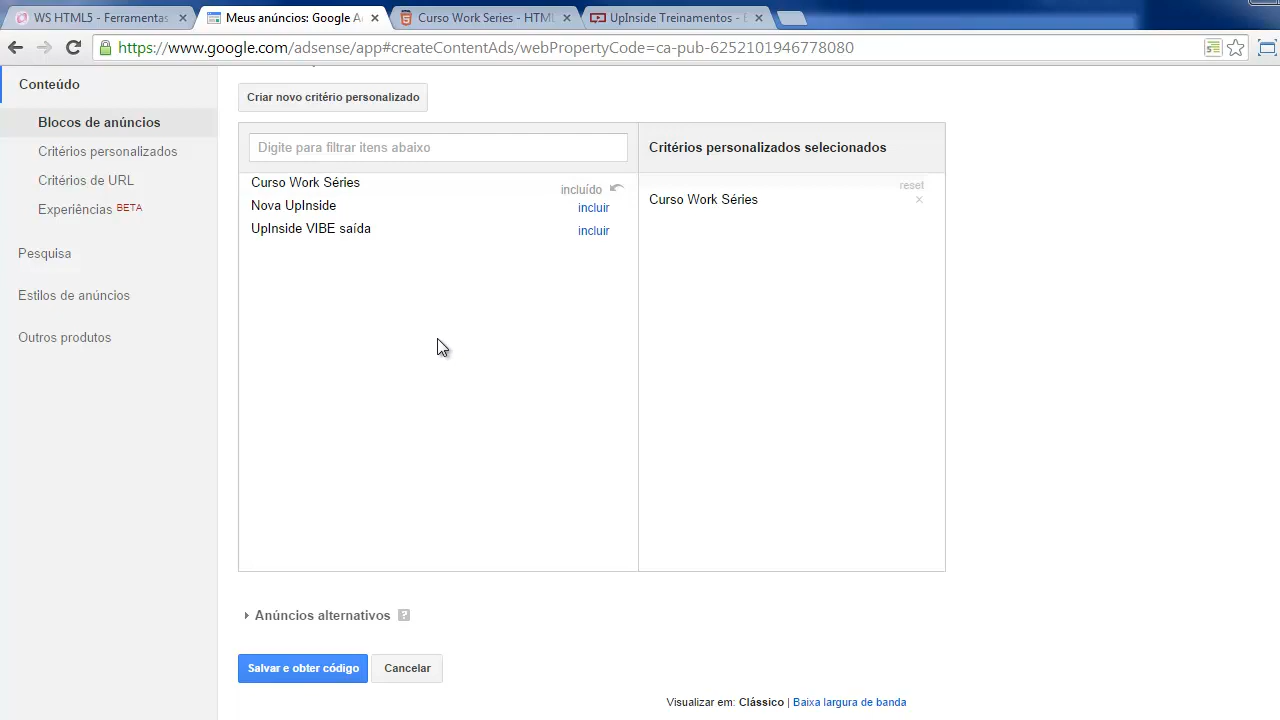 WS HTML5 - Ferramentas
Meus anúncios: Google A
Curso Work Series - HTML
UpInside Treinamentos -
https://www.google.com/adsense/app#createContentAds/webPropertyCode=ca-pub-6252101946778080
Conteúdo
Blocos de anúncios
Critérios personalizados
Critérios de URL
Experiências BETA
Pesquisa
Estilos de anúncios
Outros produtos
Criar novo critério personalizado
Digite para filtrar itens abaixo
Critérios personalizados selecionados
Curso Work Séries incluído
Nova UpInside incluir
UpInside VIBE saída incluir
reset
Curso Work Séries ×
Anúncios alternativos ?
Salvar e obter código Cancelar
Visualizar em: Clássico | Baixa largura de banda